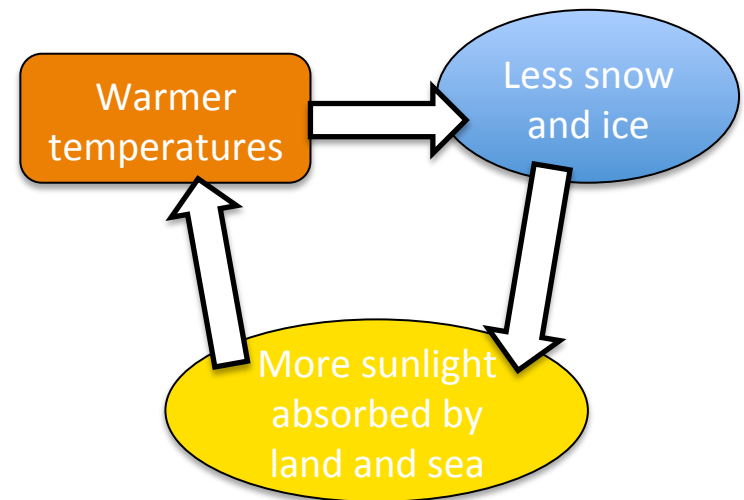 Warmer
temperatures
Less snow
and ice
More sunlight
absorbed by
land and sea